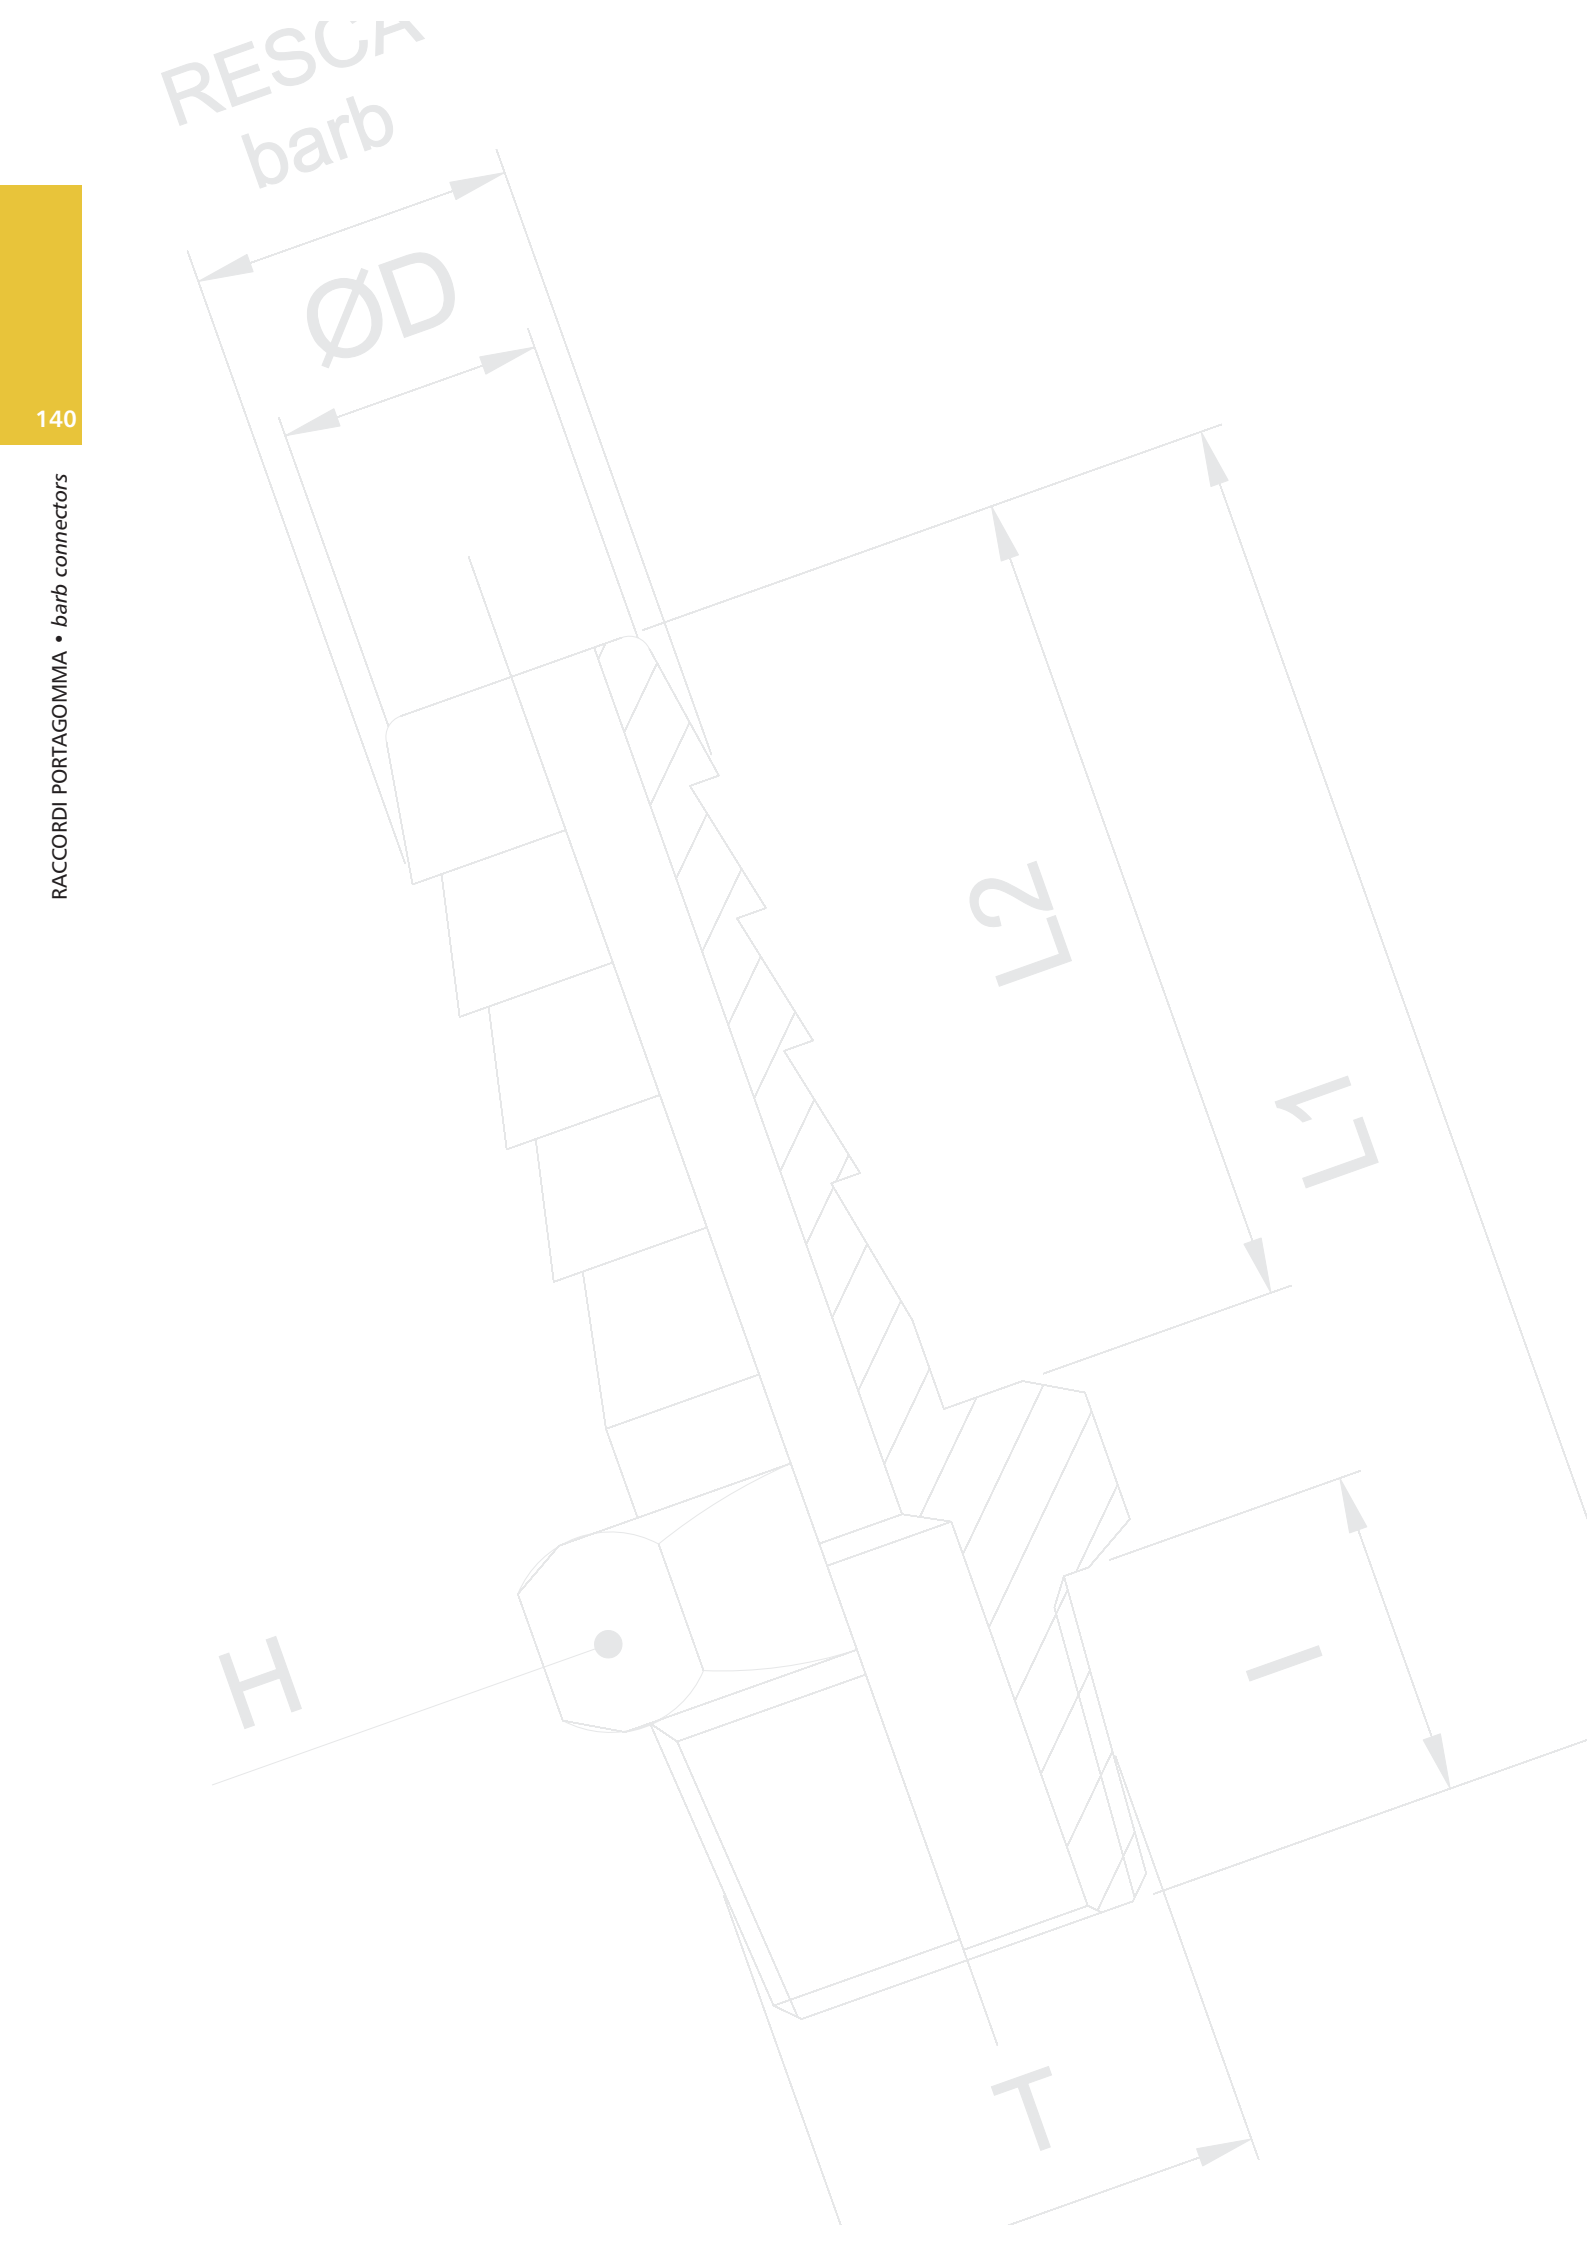 RESCA
barb
ØD
140
RACCORDI PORTAGOMMA • barb connectors
L2
L1
I
H
T